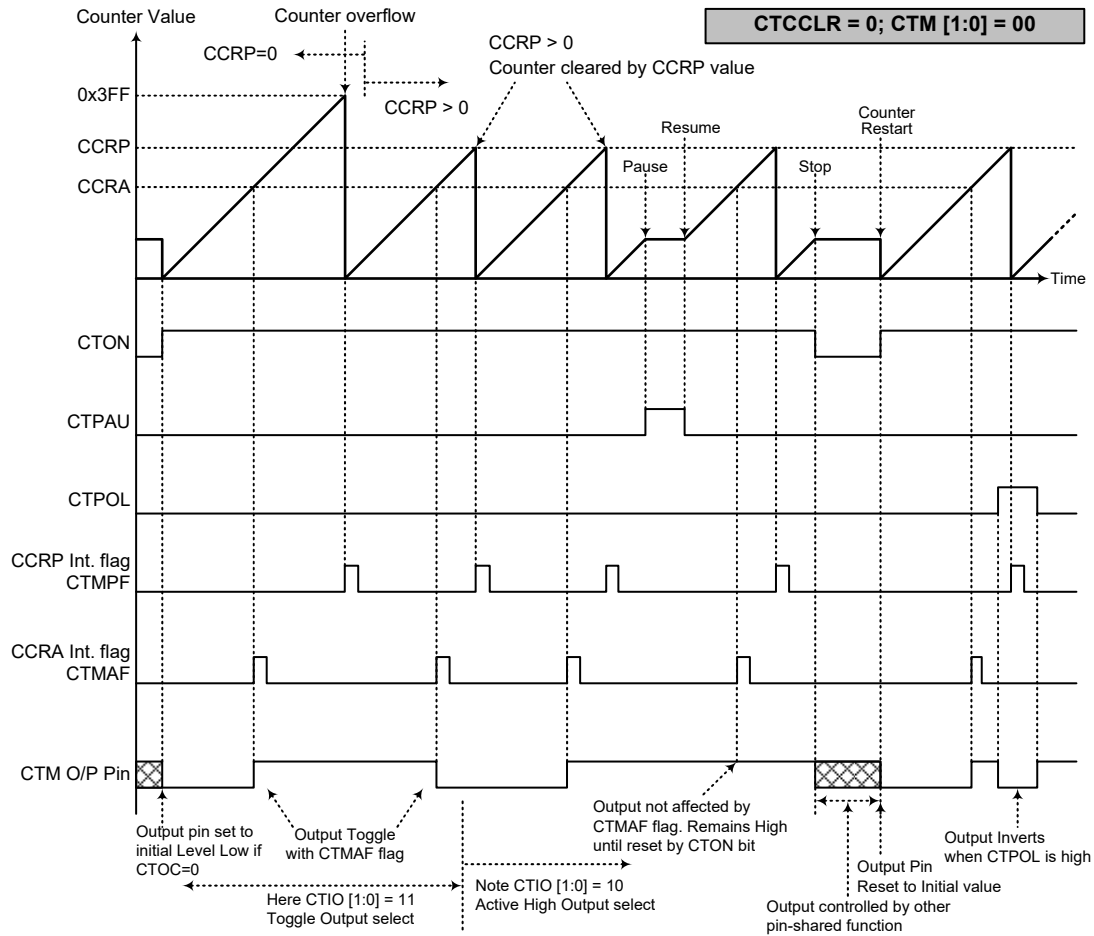 Counter Value
Counter overflow
CTCCLR = 0; CTM [1:0] = 00
CCRP=0
CCRP > 0
CCRP > 0
Counter cleared by CCRP value
0x3FF
CCRP
CCRA
Pause
Resume
Stop
Counter
Restart
Time
CTON
CTPAU
CTPOL
CCRP Int. flag
CTMPF
CCRA Int. flag
CTMAF
CTM O/P Pin
Output pin set to
initial Level Low if
CTOC=0
Output Toggle
with CTMAF flag
Here CTIO [1:0] = 11
Toggle Output select
Note CTIO [1:0] = 10
Active High Output select
Output not affected by
CTMAF flag. Remains High
until reset by CTON bit
Output controlled by other
pin-shared function
Output Pin
Reset to Initial value
Output Inverts
when CTPOL is high